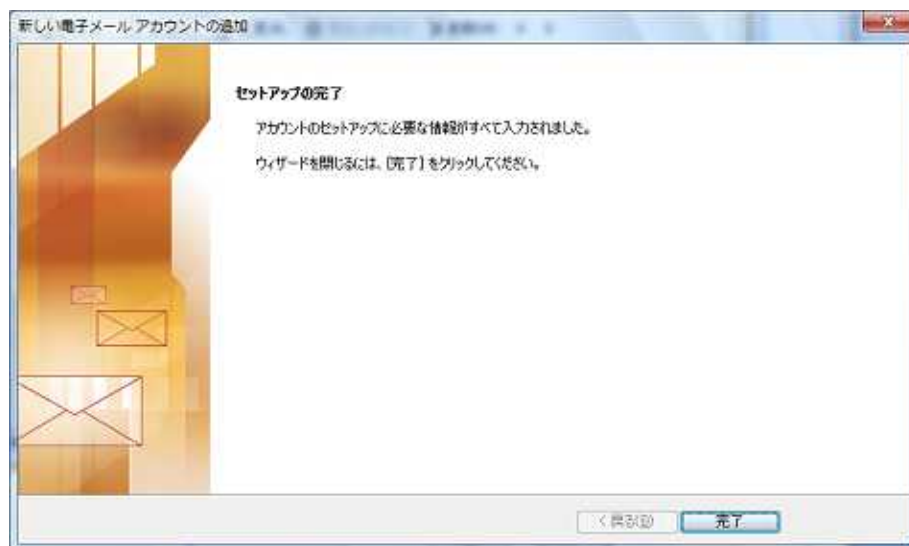 新しい電子メール アカウントの追加
セットアップの完了
アカウントのセットアップに必要な情報がすべて入力されました。
ウィザードを閉じるには、[完了] をクリックしてください。
< 戻る(B)
完了